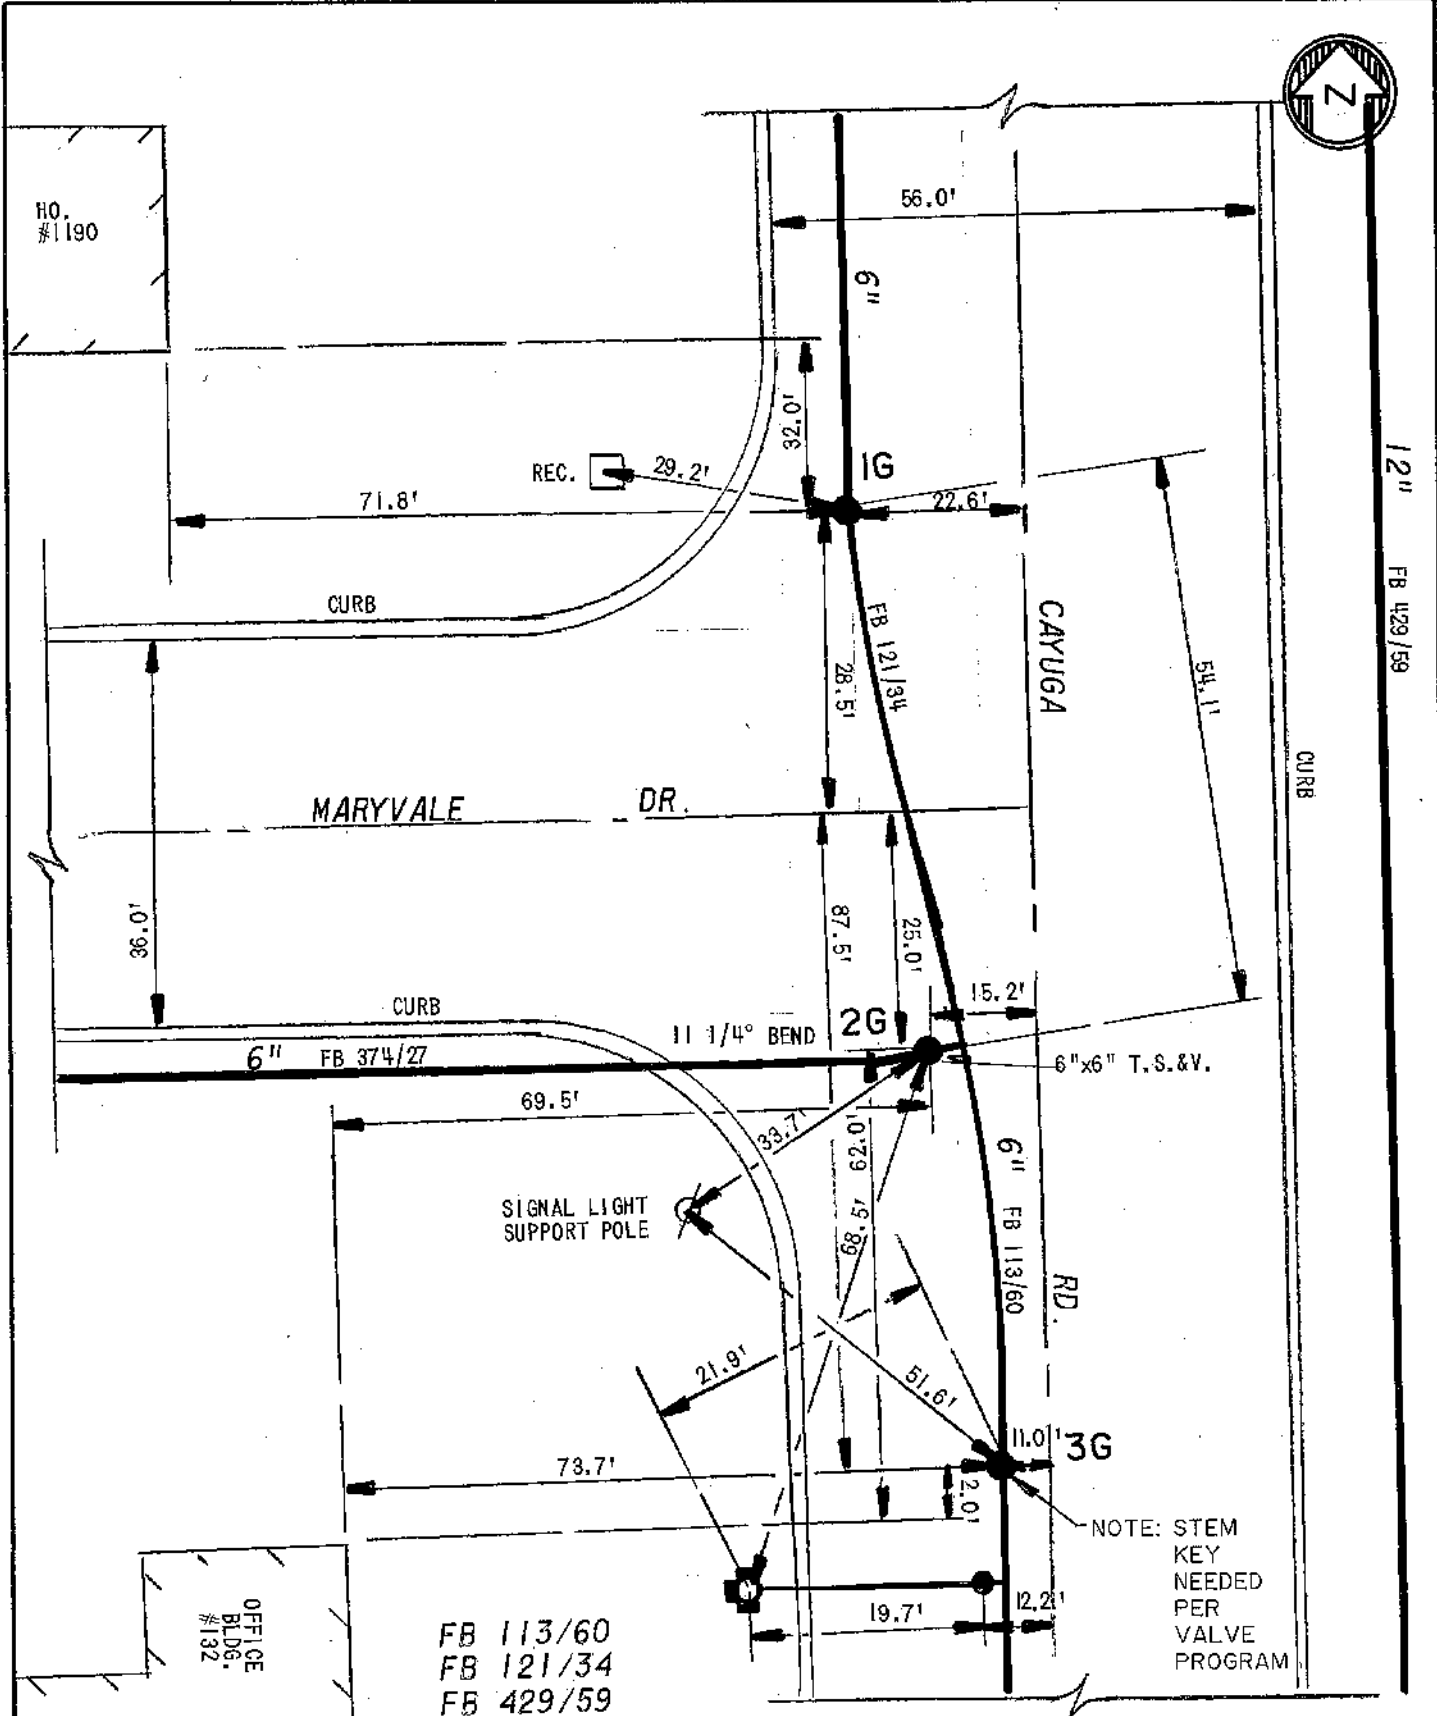 N
HO.
#1190
56.0'
6"
32.0'
REC.
29.2'
1G
71.8'
22.6'
12"
FB 429/59
CURB
FB 121/34
28.5'
CAYUGA
54.1'
CURB
MARYVALE DR.
36.0'
87.5'
25.0'
15.2'
CURB
11 1/4° BEND
2G
6" FB 374/27
6"x6" T.S.&V.
69.5'
33.7'
62.0'
6" FB 113/60
SIGNAL LIGHT
SUPPORT POLE
68.5'
RD.
21.9'
51.6'
11.0'
3G
73.7'
2.0'
NOTE: STEM
KEY
NEEDED
PER
VALVE
PROGRAM
19.7'
12.2'
OFFICE
BLDG.
#132
FB 113/60
FB 121/34
FB 429/59